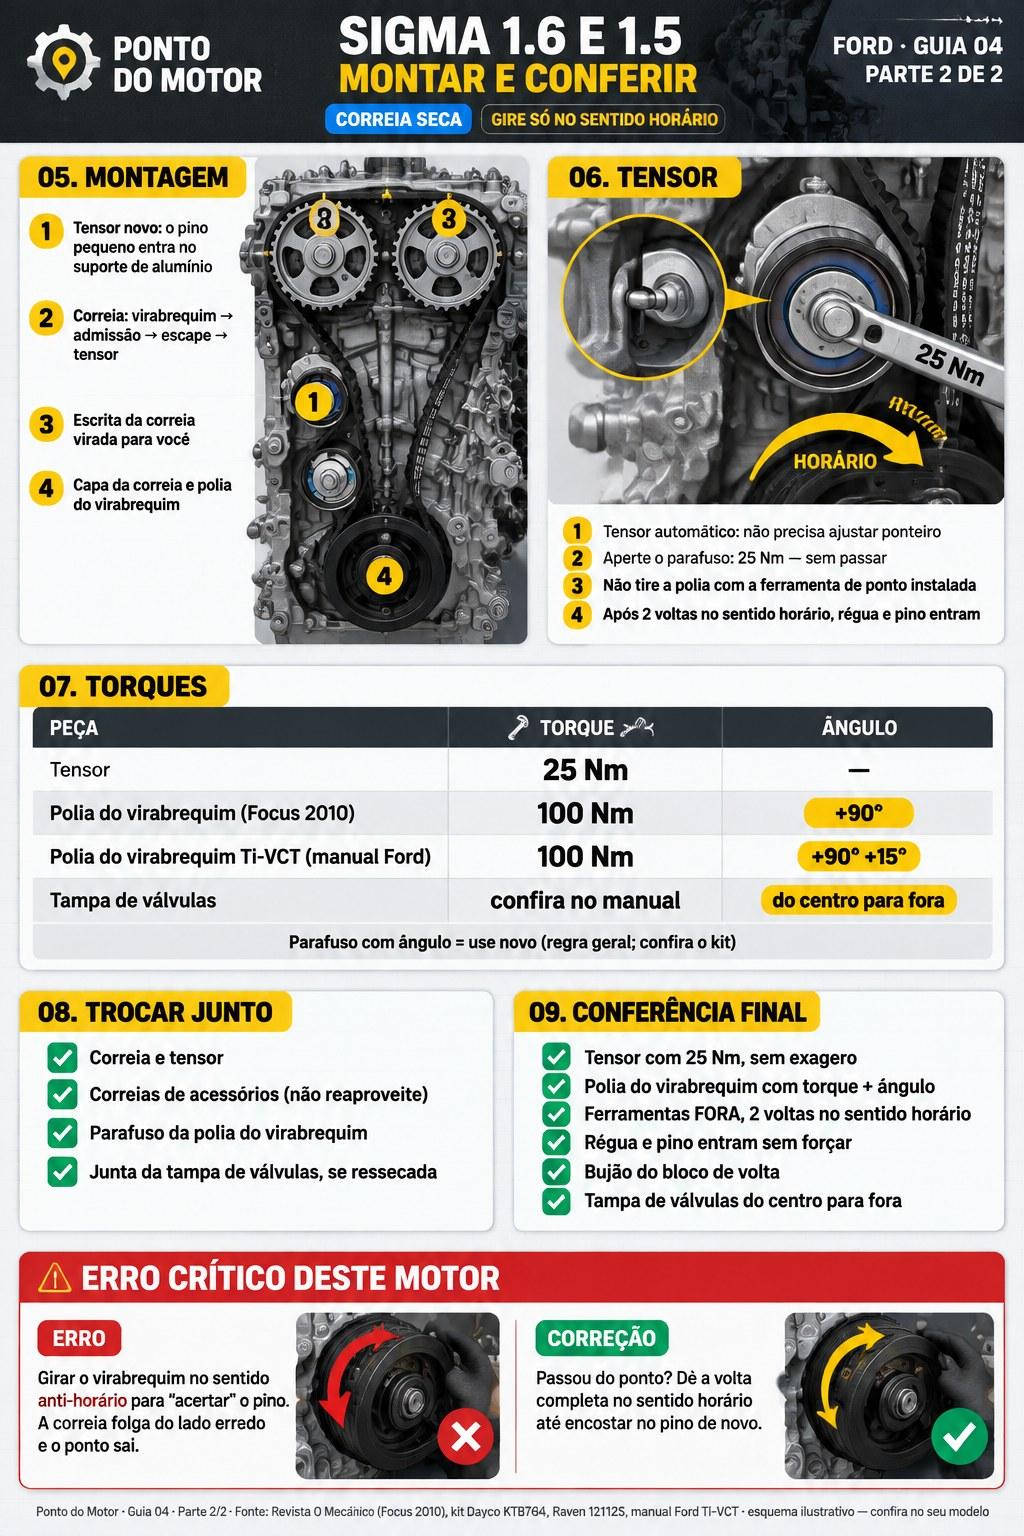 PONTO
DO MOTOR
SIGMA 1.6 E 1.5
MONTAR E CONFERIR
CORREIA SECA
GIRE SÓ NO SENTIDO HORÁRIO
FORD · GUIA 04
PARTE 2 DE 2
05. MONTAGEM
1 Tensor novo: o pino
pequeno entra no
suporte de alumínio
2 Correia: virabrequim →
admissão → escape →
tensor
3 Escrita da correia
virada para você
4 Capa da correia e polia
do virabrequim
3
1
4
06. TENSOR
25 Nm
HORÁRIO
1 Tensor automático: não precisa ajustar ponteiro
2 Aperte o parafuso: 25 Nm — sem passar
3 Não tire a polia com a ferramenta de ponto instalada
4 Após 2 voltas no sentido horário, régua e pino entram
07. TORQUES
PEÇA TORQUE ÂNGULO
Tensor 25 Nm —
Polia do virabrequim (Focus 2010) 100 Nm +90°
Polia do virabrequim Ti-VCT (manual Ford) 100 Nm +90° +15°
Tampa de válvulas confira no manual do centro para fora
Parafuso com ângulo = use novo (regra geral; confira o kit)
08. TROCAR JUNTO
Correia e tensor
Correias de acessórios (não reaproveite)
Parafuso da polia do virabrequim
Junta da tampa de válvulas, se ressecada
09. CONFERÊNCIA FINAL
Tensor com 25 Nm, sem exagero
Polia do virabrequim com torque + ângulo
Ferramentas FORA, 2 voltas no sentido horário
Régua e pino entram sem forçar
Bujão do bloco de volta
Tampa de válvulas do centro para fora
ERRO CRÍTICO DESTE MOTOR
ERRO
Girar o virabrequim no sentido
anti-horário para “acertar” o pino.
A correia folga do lado erredo
e o ponto sai.
CORREÇÃO
Passou do ponto? Dè a volta
completa no sentido horário
até encostar no pino de novo.
Ponto do Motor · Guia 04 · Parte 2/2 · Fonte: Revista O Mecânico (Focus 2010), kit Dayco KTB764, Raven 12112S, manual Ford TI-VCT · esquema ilustrativo — confira no seu modelo